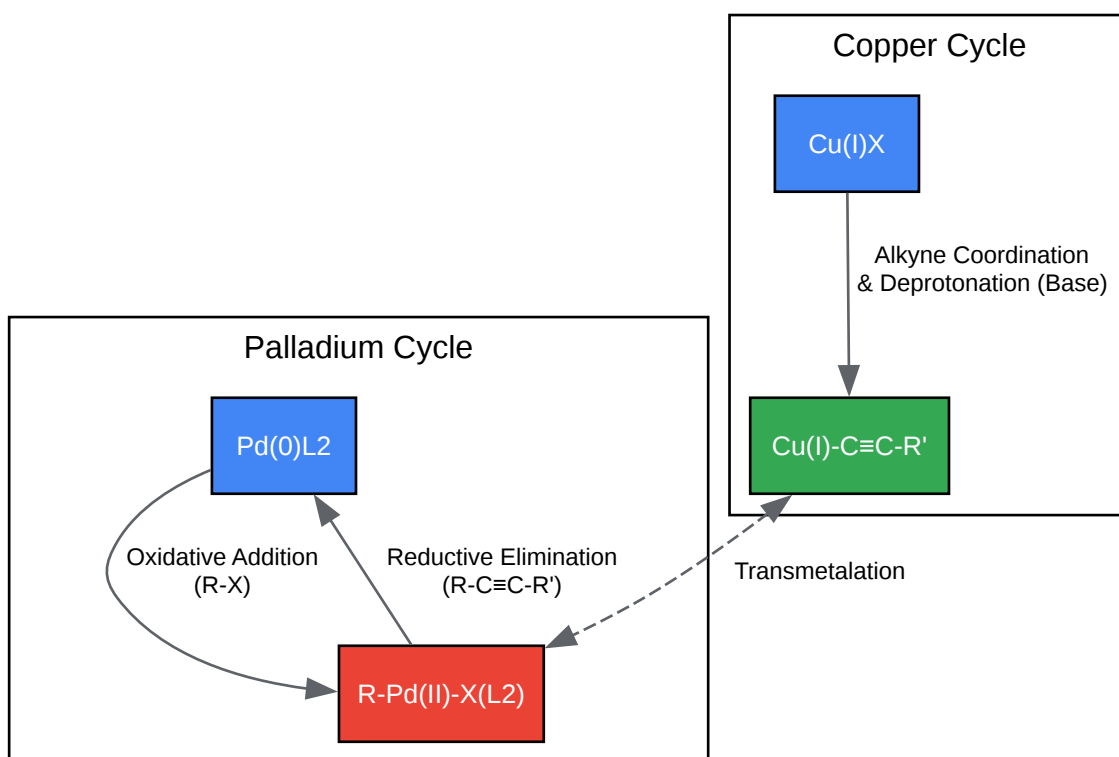 Copper Cycle
Cu(I)X
Alkyne Coordination
& Deprotonation (Base)
Palladium Cycle
Pd(0)L2
Cu(I)-C≡C-R'
Oxidative Addition
(R-X)
Reductive Elimination
(R-C≡C-R')
Transmetalation
R-Pd(II)-X(L2)